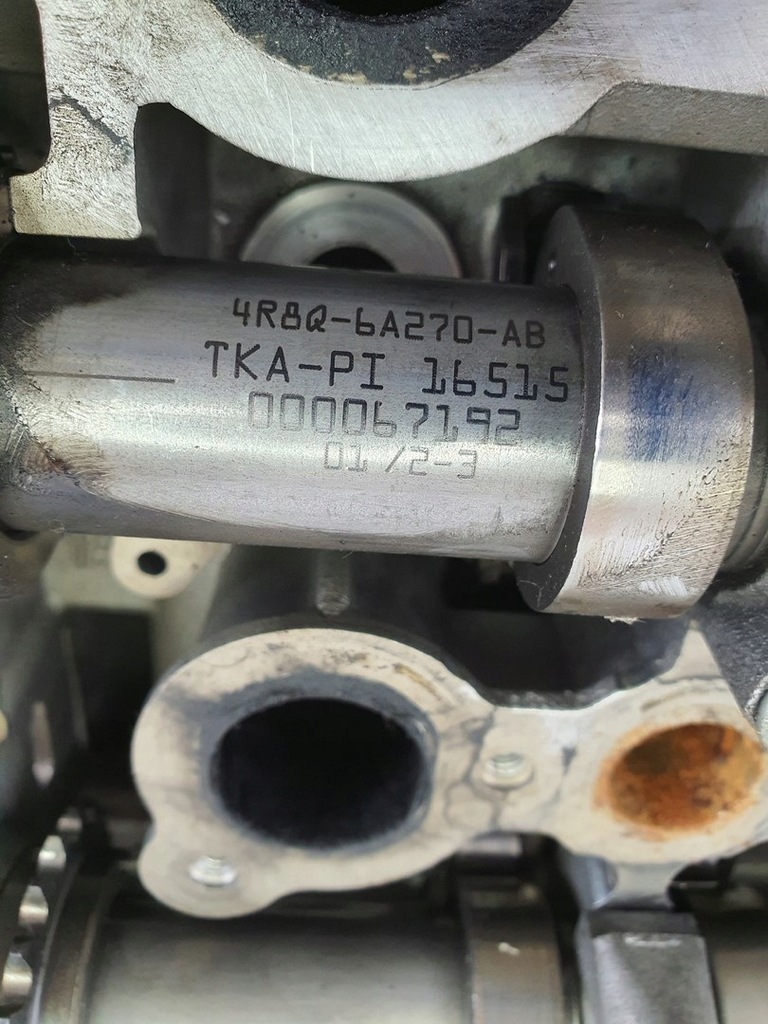 4R8Q-6A270-AB
TKA-PI 16515
000067192
01 /2-3